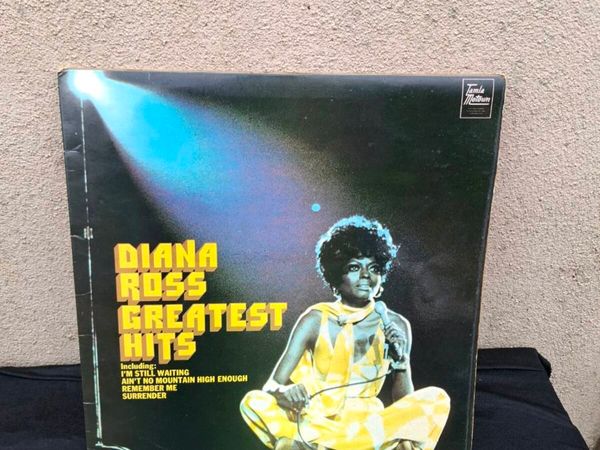 Tamla
Motown
DIANA
ROSS
GREATEST
HITS
Including:
I'M STILL WAITING
AIN'T NO MOUNTAIN HIGH ENOUGH
REMEMBER ME
SURRENDER